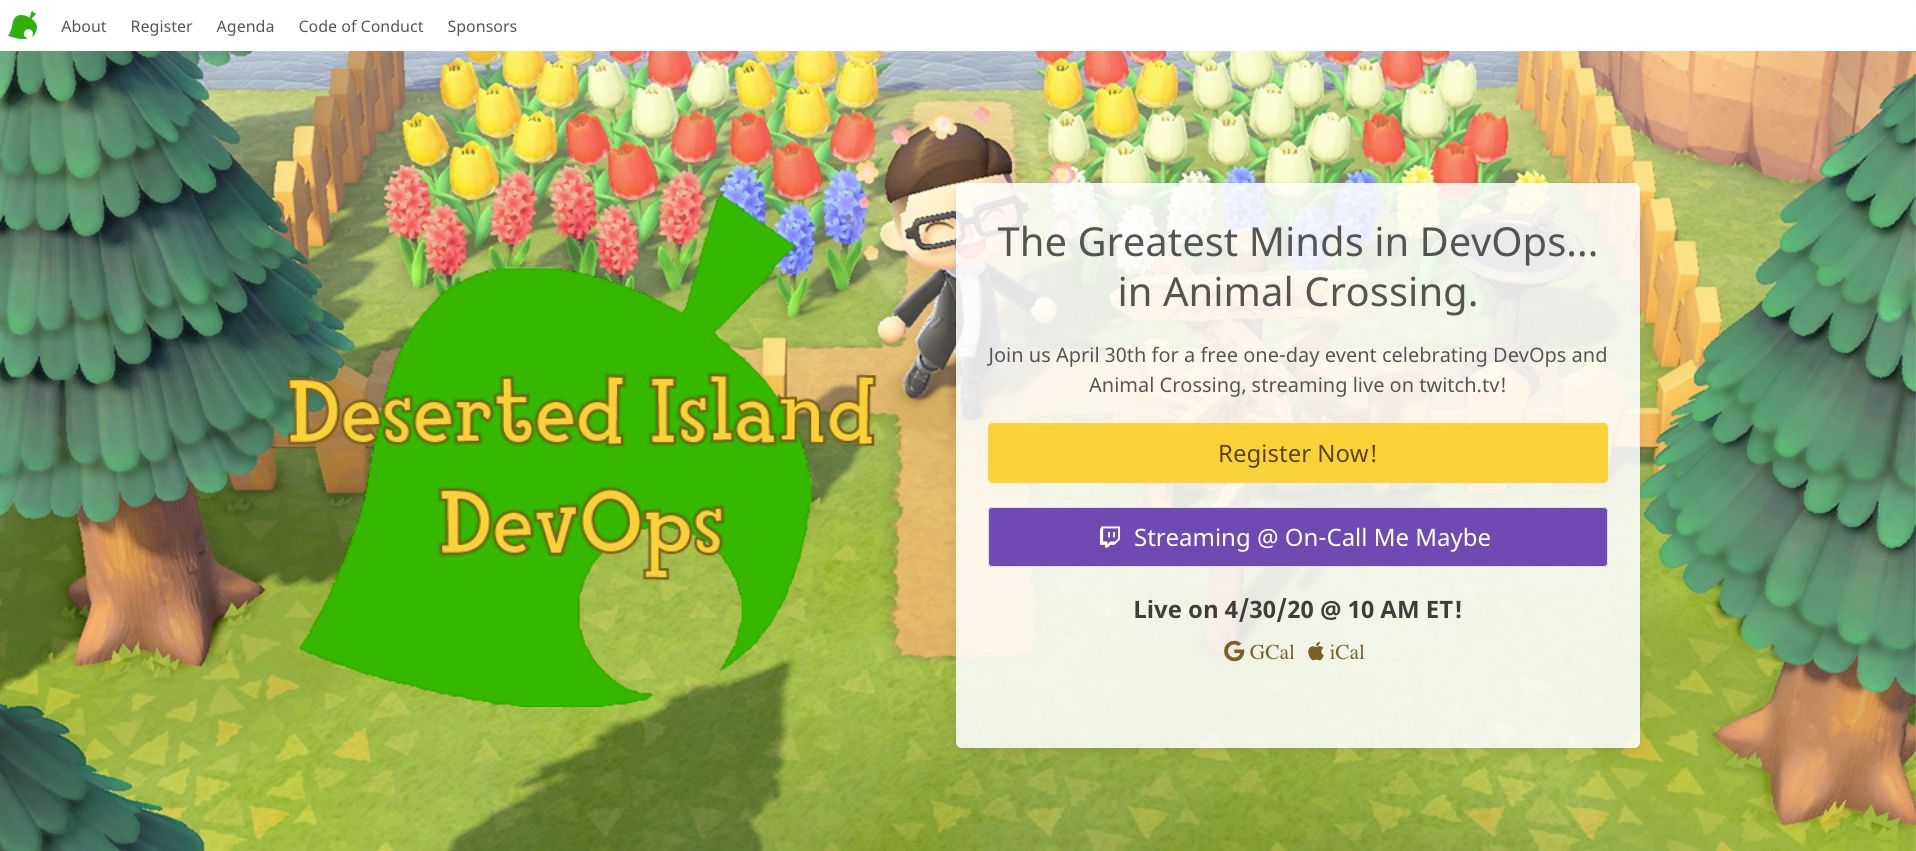 About
Register
Agenda
Code of Conduct
Sponsors
Deserted Island
DevOps
The Greatest Minds in DevOps...
in Animal Crossing.
Join us April 30th for a free one-day event celebrating DevOps and
Animal Crossing, streaming live on twitch.tv!
Register Now!
Streaming @ On-Call Me Maybe
Live on 4/30/20 @ 10 AM ET!
GCal iCal